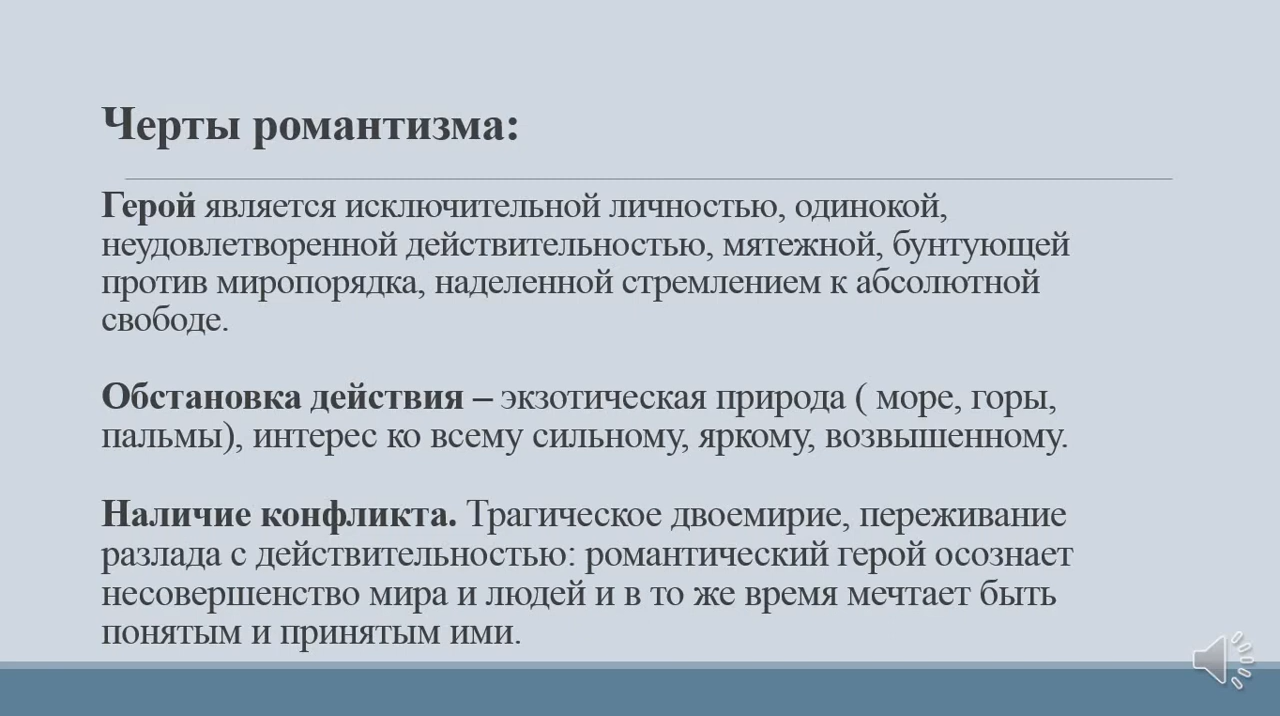 Черты романтизма:
Герой является исключительной личностью, одинокой,
неудовлетворенной действительностью, мятежной, бунтующей
против миропорядка, наделенной стремлением к абсолютной
свободе.
Обстановка действия – экзотическая природа ( море, горы,
пальмы), интерес ко всему сильному, яркому, возвышенному.
Наличие конфликта. Трагическое двоемирие, переживание
разлада с действительностью: романтический герой осознает
несовершенство мира и людей и в то же время мечтает быть
понятым и принятым ими.